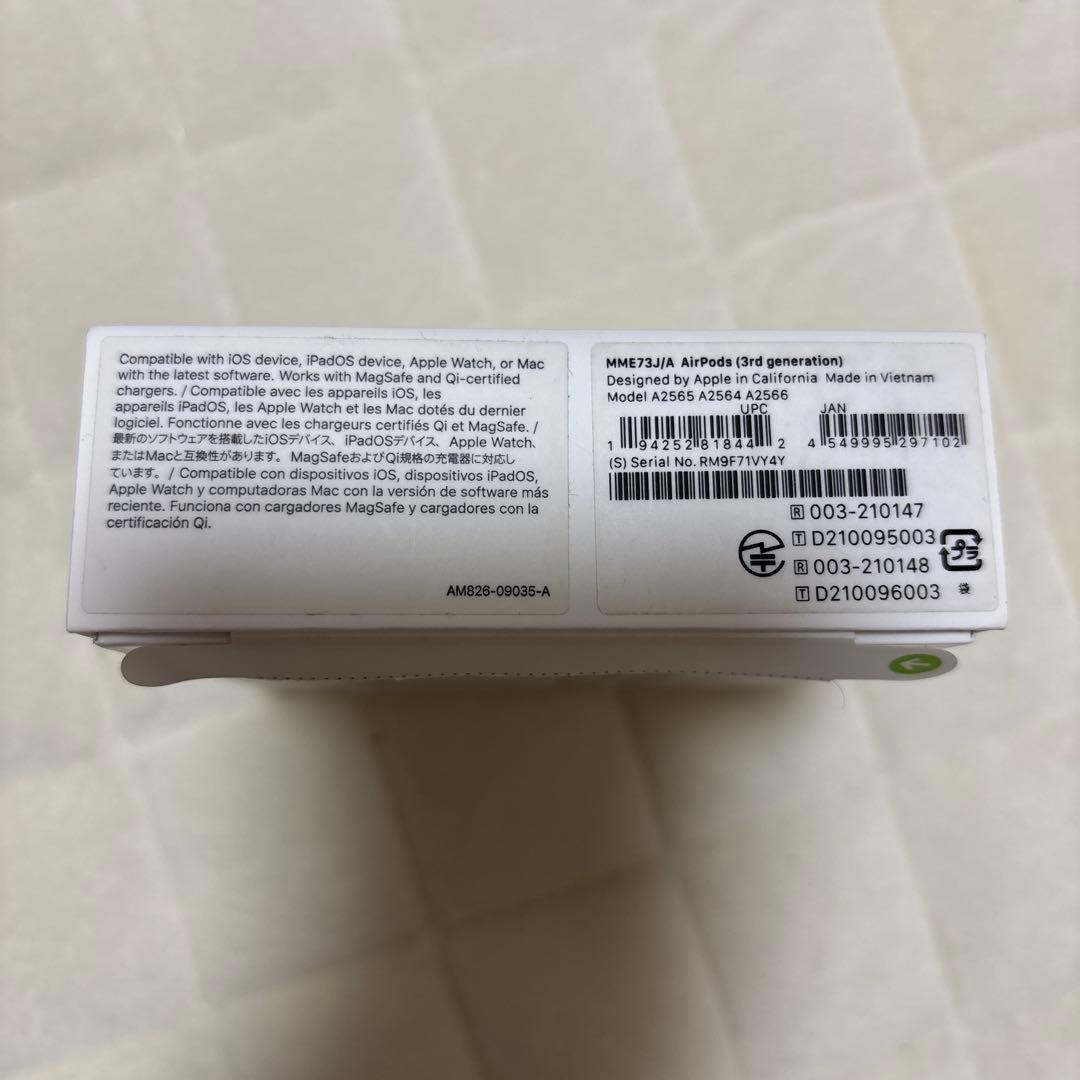 Compatible with iOS device, iPadOS device, Apple Watch, or Mac
with the latest software. Works with MagSafe and Qi-certified
chargers. / Compatible avec les appareils iOS, les
appareils iPadOS, les Apple Watch et les Mac dotés du dernier
logiciel. Fonctionne avec les chargeurs certifiés Qi et MagSafe. /
最新のソフトウェアを搭載したiOSデバイス、iPadOSデバイス、Apple Watch、
またはMacと互換性があります。MagSafeおよびQi規格の充電器に対応し
ています。/ Compatible con dispositivos iOS, dispositivos iPadOS,
Apple Watch y computadoras Mac con la versión de software más
reciente. Funciona con cargadores MagSafe y cargadores con la
certificación Qi.
AM826-09035-A
MME73J/A AirPods (3rd generation)
Designed by Apple in California Made in Vietnam
Model A2565 A2564 A2566
UPC JAN
1 94252 81844 2 4 549995 297102
(S) Serial No. RM9F71VY4Y
R 003-210147
T D210095003
R 003-210148
T D210096003
プラ
袋